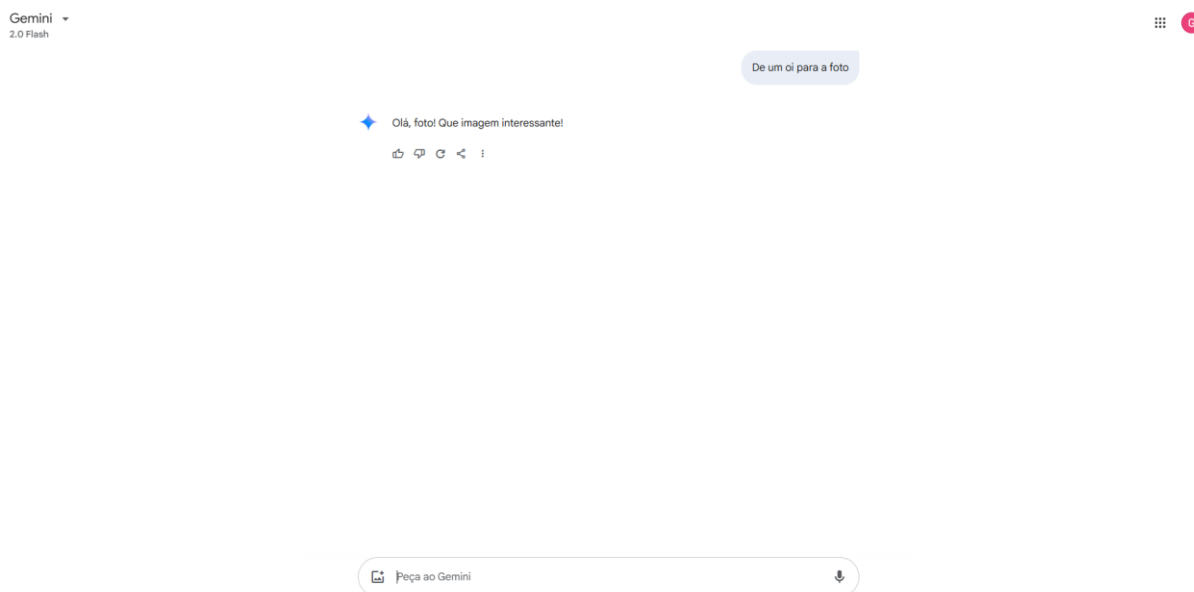 Gemini
2.0 Flash
G
De um oi para a foto
Olá, foto! Que imagem interessante!
Peça ao Gemini